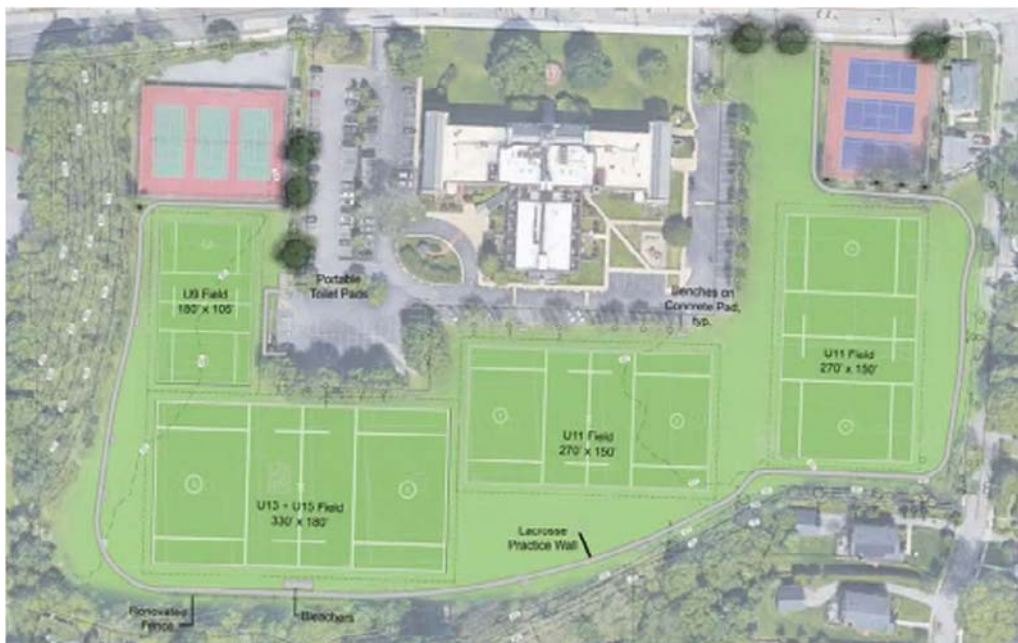 Portable
Toilet Pads
Benches on
Concrete Pad,
typ.
U9 Field
180' x 105'
U11 Field
270' x 150'
U11 Field
270' x 150'
U13 + U15 Field
330' x 180'
Lacrosse
Practice Wall
Renovated
Fence
Bleachers